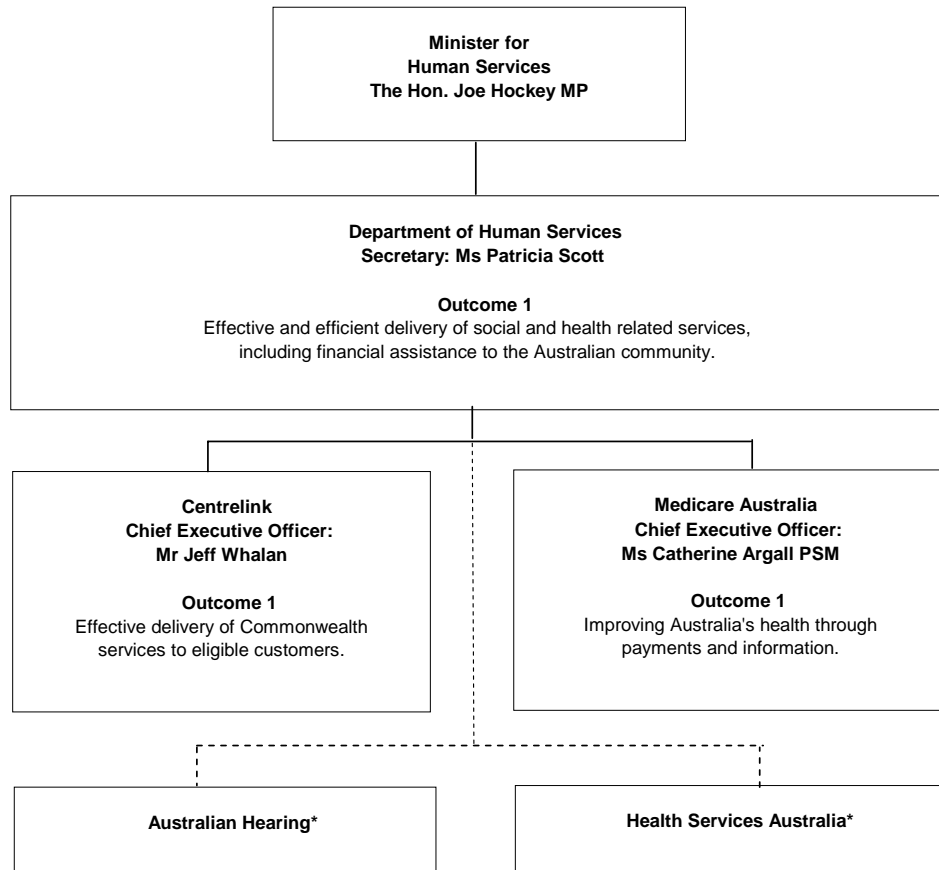 Minister for
Human Services
The Hon. Joe Hockey MP
Department of Human Services
Secretary: Ms Patricia Scott
Outcome 1
Effective and efficient delivery of social and health related services,
including financial assistance to the Australian community.
Centrelink
Chief Executive Officer:
Mr Jeff Whalan
Outcome 1
Effective delivery of Commonwealth
services to eligible customers.
Medicare Australia
Chief Executive Officer:
Ms Catherine Argall PSM
Outcome 1
Improving Australia's health through
payments and information.
Australian Hearing*
Health Services Australia*